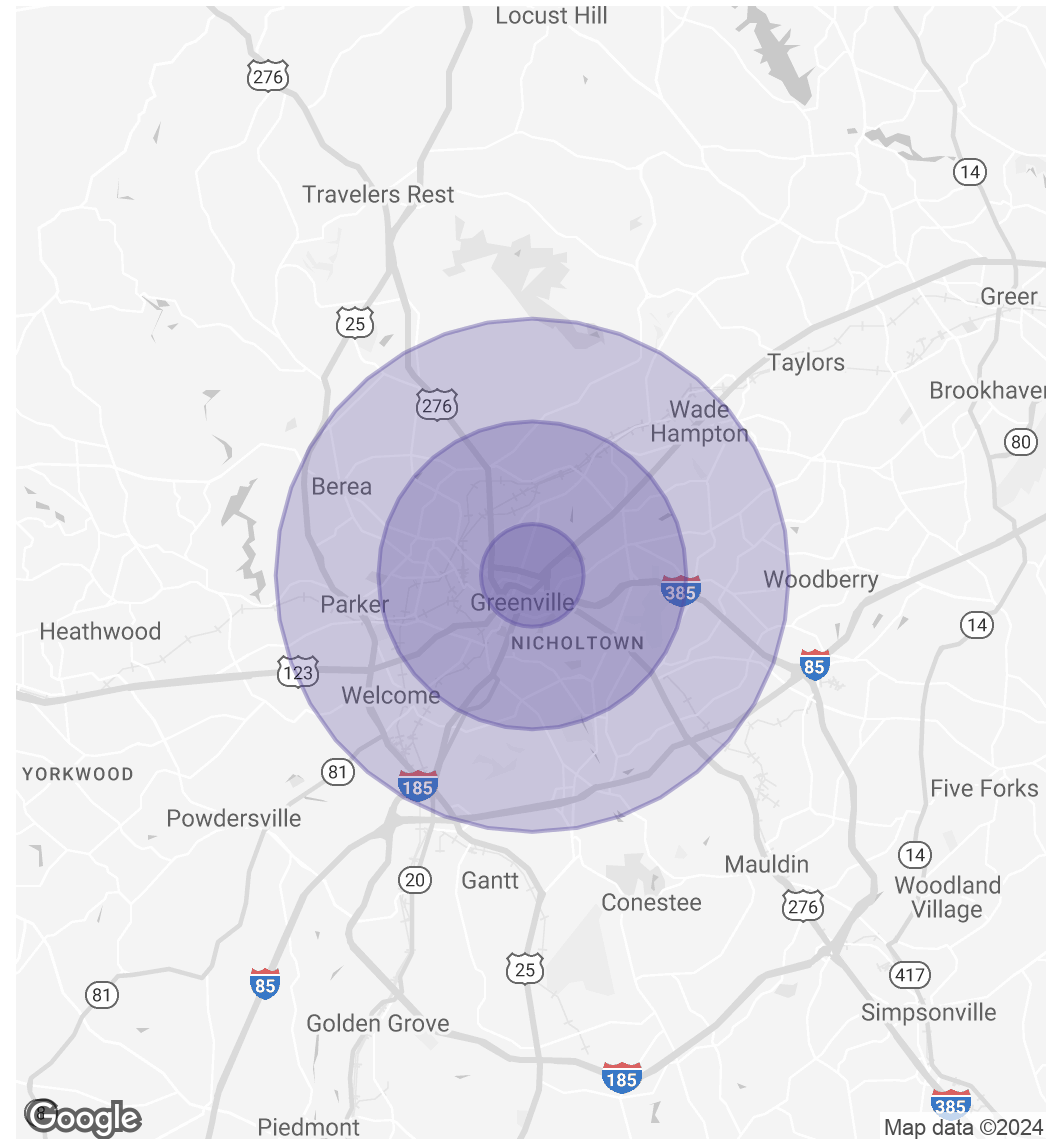 Locust Hill
276
14
Travelers Rest
Greer
25
Taylors
Brookhaven
276
Wade
Hampton
80
Berea
Woodberry
385
Greenville
Parker
14
Heathwood
NICHOLTOWN
85
123
Welcome
81
YORKWOOD
185
Five Forks
Powdersville
14
Mauldin
20
Gantt
Woodland
Village
Conestee
276
25
417
85
81
Simpsonville
Golden Grove
185
385
8
Google
Piedmont
Map data ©2024